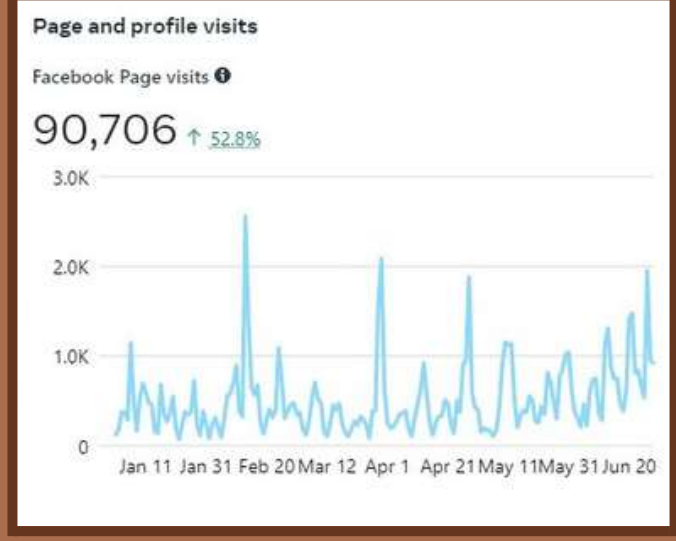 Page and profile visits
Facebook Page visits
90,706 ↑ 52.8%
3.0K
2.0K
1.0K
0
Jan 11 Jan 31 Feb 20 Mar 12 Apr 1 Apr 21 May 11 May 31 Jun 20